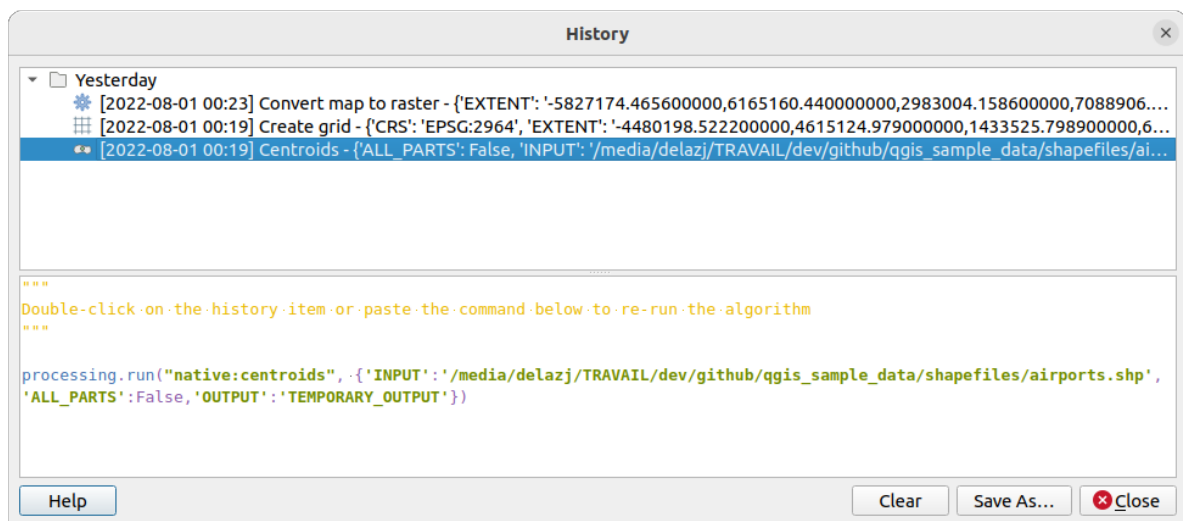 History
Yesterday
[2022-08-01 00:23] Convert map to raster - {'EXTENT': '-5827174.465600000,6165160.440000000,2983004.158600000,7088906....
[2022-08-01 00:19] Create grid - {'CRS': 'EPSG:2964', 'EXTENT': '-4480198.522200000,4615124.979000000,1433525.798900000,6...
[2022-08-01 00:19] Centroids - {'ALL_PARTS': False, 'INPUT': '/media/delazj/TRAVAIL/dev/github/qgis_sample_data/shapefiles/ai...
"""
Double-click·on·the·history·item·or·paste·the·command·below·to·re-run·the·algorithm
"""
processing.run("native:centroids",·{'INPUT':'/media/delazj/TRAVAIL/dev/github/qgis_sample_data/shapefiles/airports.shp',
'ALL_PARTS':False,'OUTPUT':'TEMPORARY_OUTPUT'})
Help Clear Save As... Close